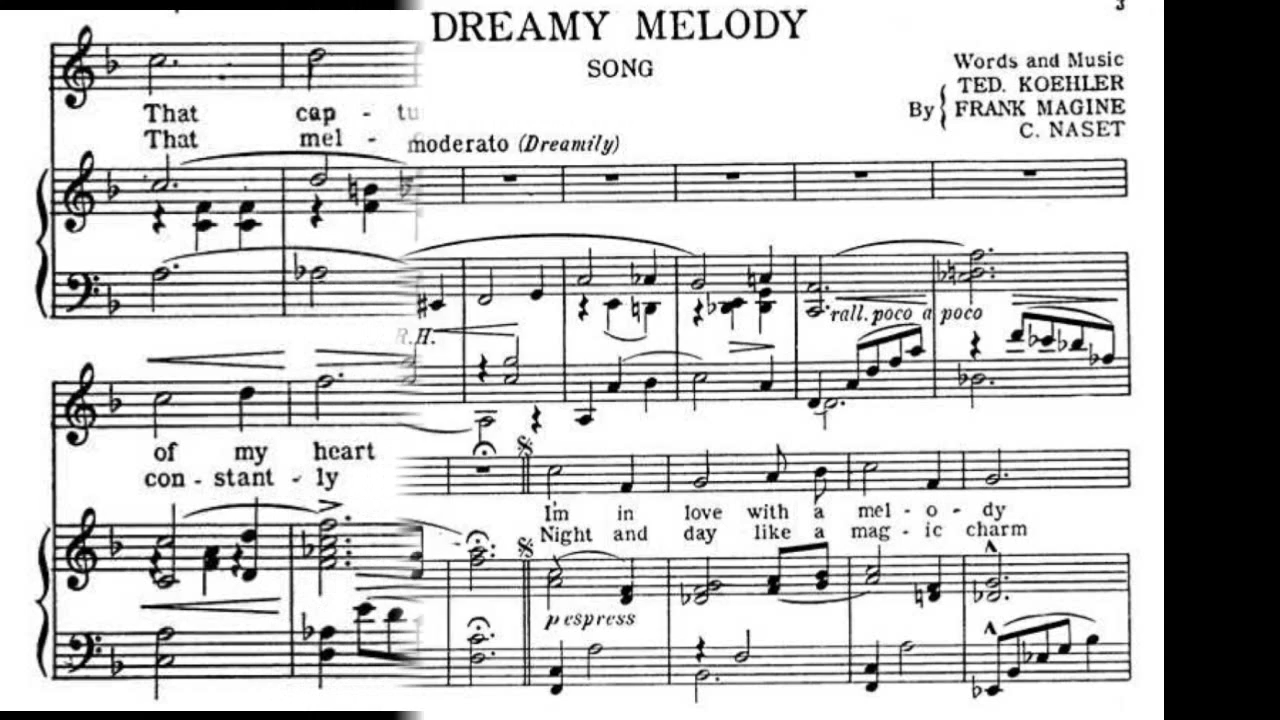 3
DREAMY MELODY
SONG
Words and Music
TED. KOEHLER
By FRANK MAGINE
C. NASET
That cap - tu
That mel -
moderato (Dreamily)
R.H.
rall. poco a poco
of my heart
con - stant - ly
I'm in love with a mel - o - dy
Night and day like a mag - ic charm
p espress